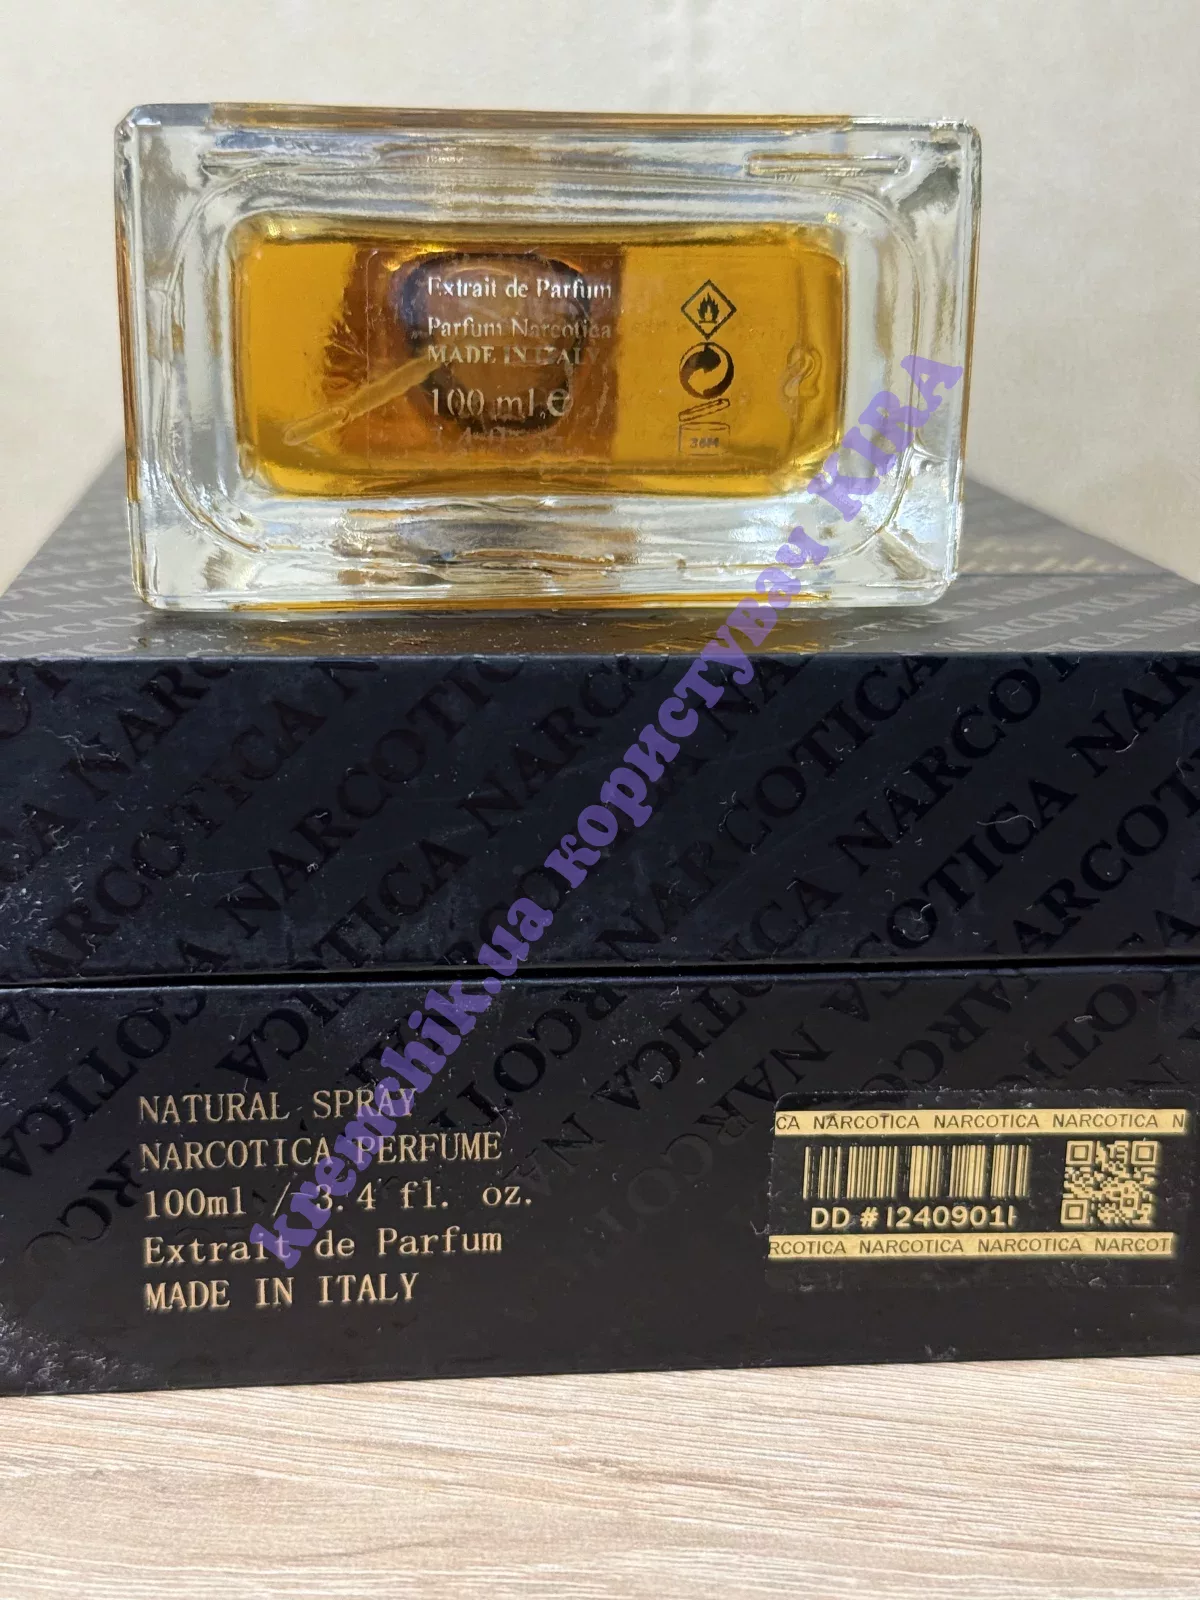 Extrait de Parfum
Parfum Narcotica
MADE IN ITALY
100 ml e
36M
kremchik.ua користувач KIRA
NATURAL SPRAY
NARCOTICA PERFUME
100ml / 3.4 fl. oz.
Extrait de Parfum
MADE IN ITALY
CA NARCOTICA NARCOTICA NARCOTICA N
DD # 12409011
RCOTICA NARCOTICA NARCOTICA NARCOT